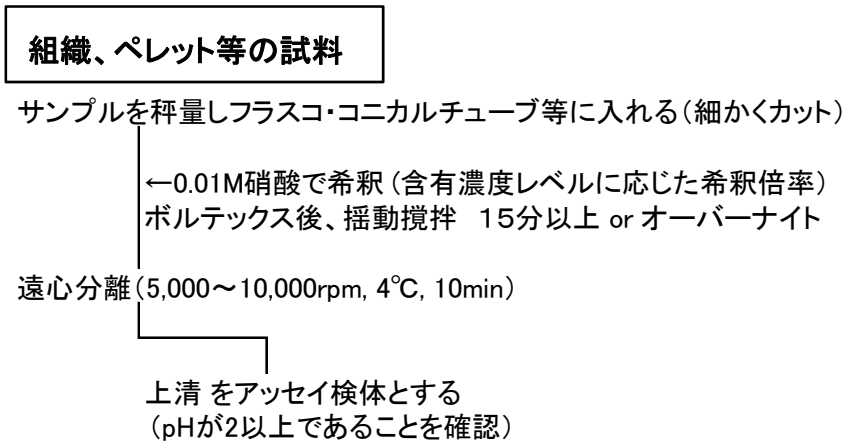 組織、ペレット等の試料
サンプルを秤量しフラスコ・コニカルチューブ等に入れる(細かくカット)
←0.01M硝酸で希釈(含有濃度レベルに応じた希釈倍率)
ボルテックス後、揺動撹拌 15分以上 or オーバーナイト
遠心分離(5,000~10,000rpm, 4℃, 10min)
上清 をアッセイ検体とする
(pHが2以上であることを確認)